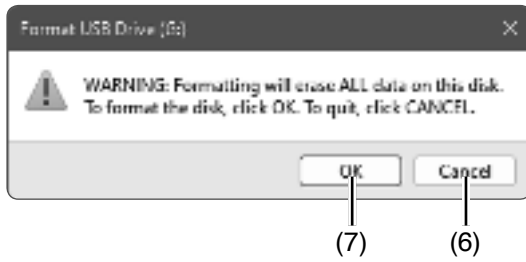 Format USB Drive (G:)
WARNING: Formatting will erase ALL data on this disk.
To format the disk, click OK. To quit, click CANCEL.
OK Cancel
(7) (6)